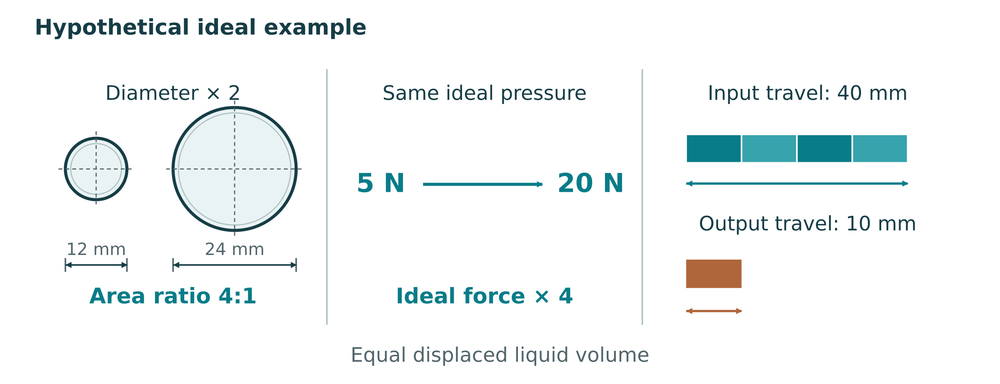 Hypothetical ideal example
Diameter × 2
12 mm
24 mm
Area ratio 4:1
Same ideal pressure
5 N
20 N
Ideal force × 4
Input travel: 40 mm
Output travel: 10 mm
Equal displaced liquid volume